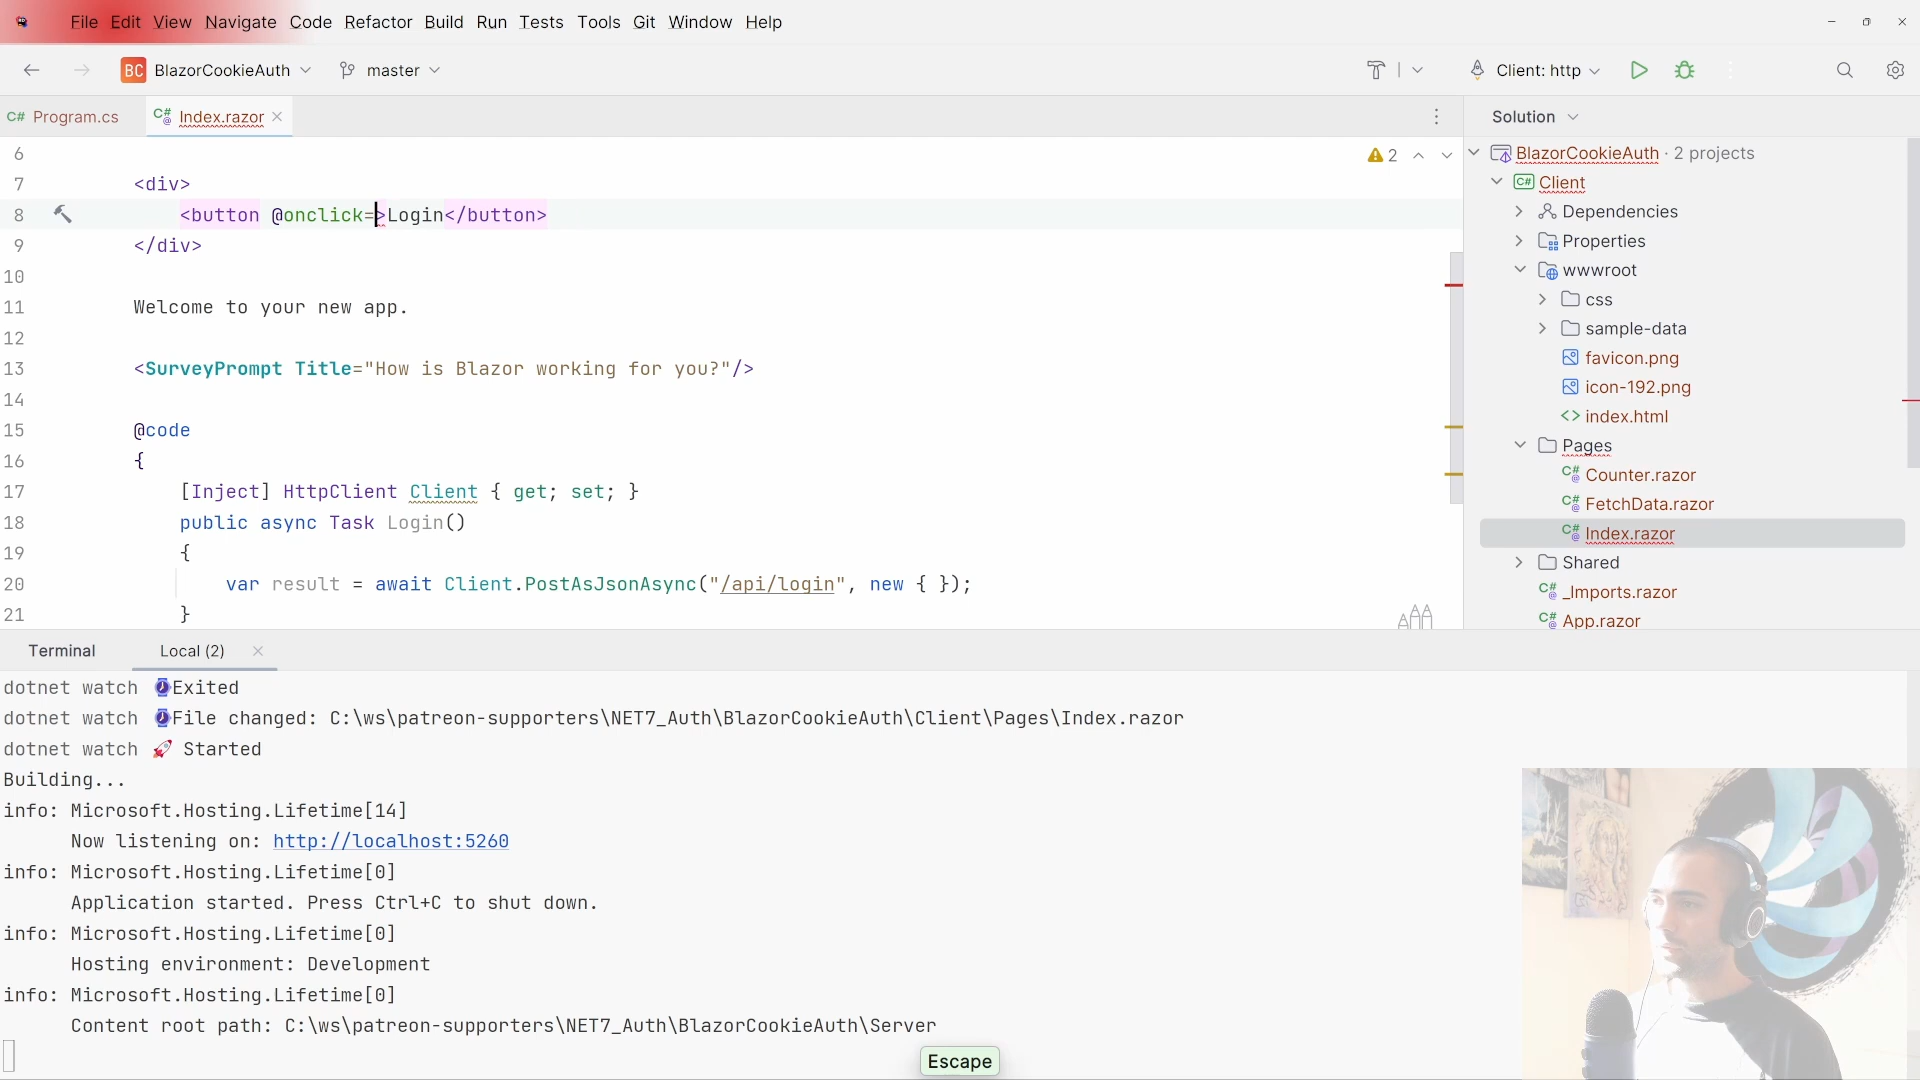 File Edit View Navigate Code Refactor Build Run Tests Tools Git Window Help
BC BlazorCookieAuth master Client: http
C# Program.cs C# Index.razor Solution
6 2 BlazorCookieAuth · 2 projects
7 <div>
C# Client
8 <button @onclick=>Login</button>
Dependencies
9 </div>
Properties
10
wwwroot
11 Welcome to your new app.
css
12
sample-data
13 <SurveyPrompt Title="How is Blazor working for you?"/>
favicon.png
14
icon-192.png
15 @code
index.html
16 {
Pages
17 [Inject] HttpClient Client { get; set; }
C# Counter.razor
18 public async Task Login()
C# FetchData.razor
19 {
C# Index.razor
20 var result = await Client.PostAsJsonAsync("/api/login", new { });
Shared
C# _Imports.razor
21 }
C# App.razor
Terminal Local (2)
dotnet watch Exited
dotnet watch File changed: C:\ws\patreon-supporters\NET7_Auth\BlazorCookieAuth\Client\Pages\Index.razor
dotnet watch 🚀 Started
Building...
info: Microsoft.Hosting.Lifetime[14]
Now listening on: http://localhost:5260
info: Microsoft.Hosting.Lifetime[0]
Application started. Press Ctrl+C to shut down.
info: Microsoft.Hosting.Lifetime[0]
Hosting environment: Development
info: Microsoft.Hosting.Lifetime[0]
Content root path: C:\ws\patreon-supporters\NET7_Auth\BlazorCookieAuth\Server
Escape